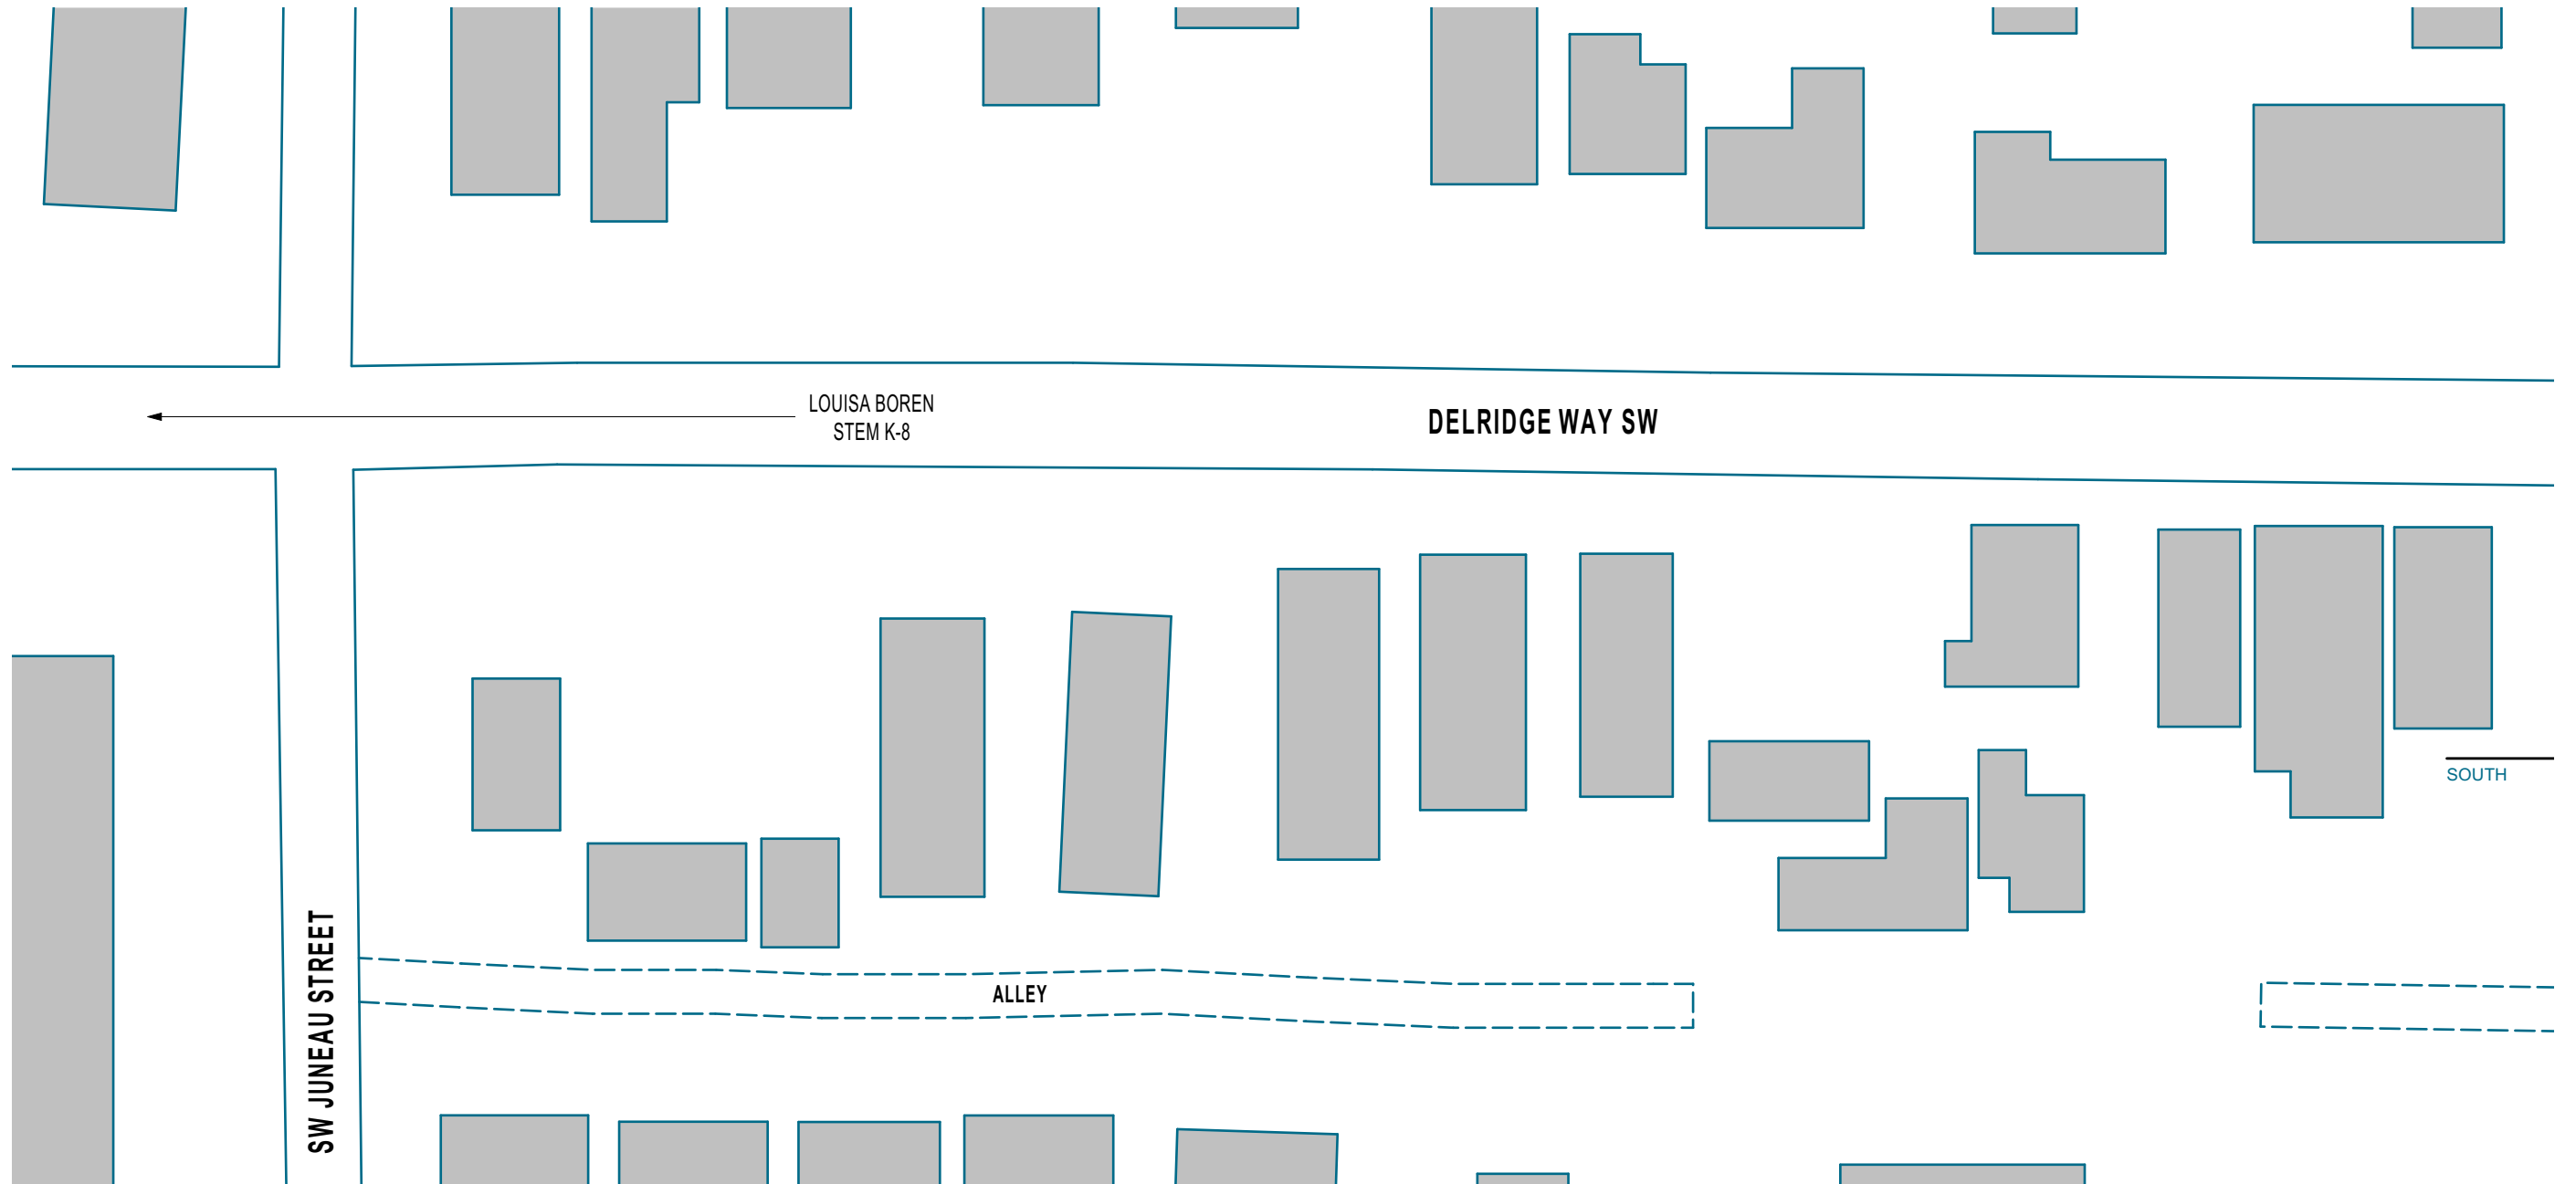 LOUISA BOREN
STEM K-8
DELRIDGE WAY SW
SOUTH
SW JUNEAU STREET
ALLEY